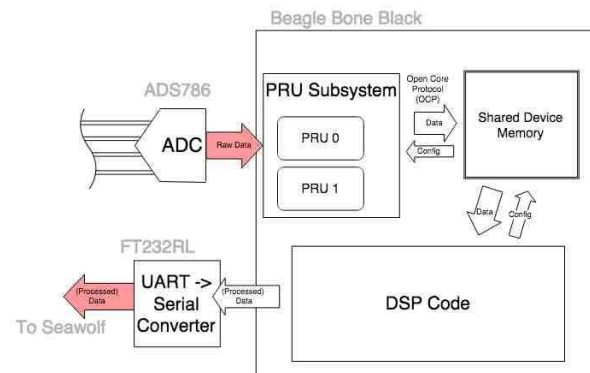 Beagle Bone Black
ADS786
ADC
Raw Data
PRU Subsystem
PRU 0
PRU 1
Open Core
Protocol
(OCP)
Data
Config
Shared Device
Memory
Data
Config
FT232RL
(Processed)
Data
To Seawolf
UART ->
Serial
Converter
(Processed)
Data
DSP Code